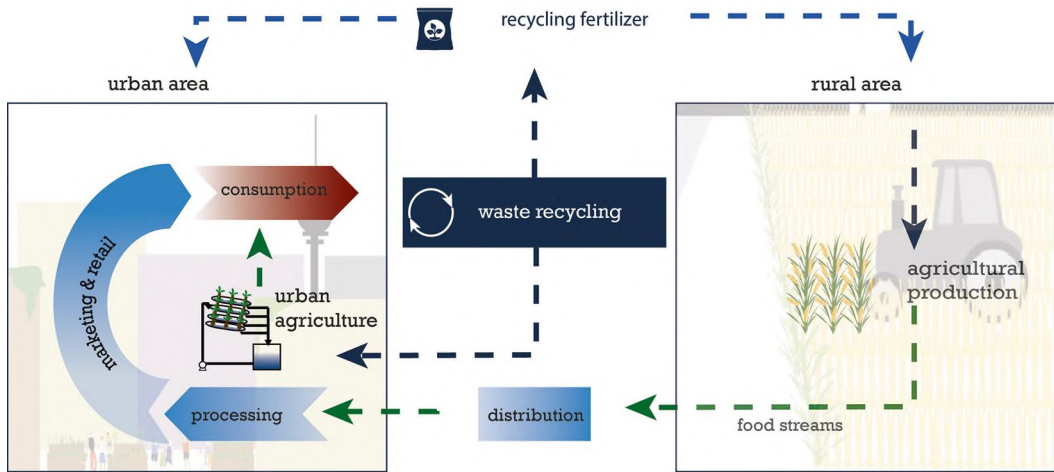 recycling fertilizer
urban area
rural area
consumption
waste recycling
marketing & retail
urban
agriculture
agricultural
production
processing
distribution
food streams